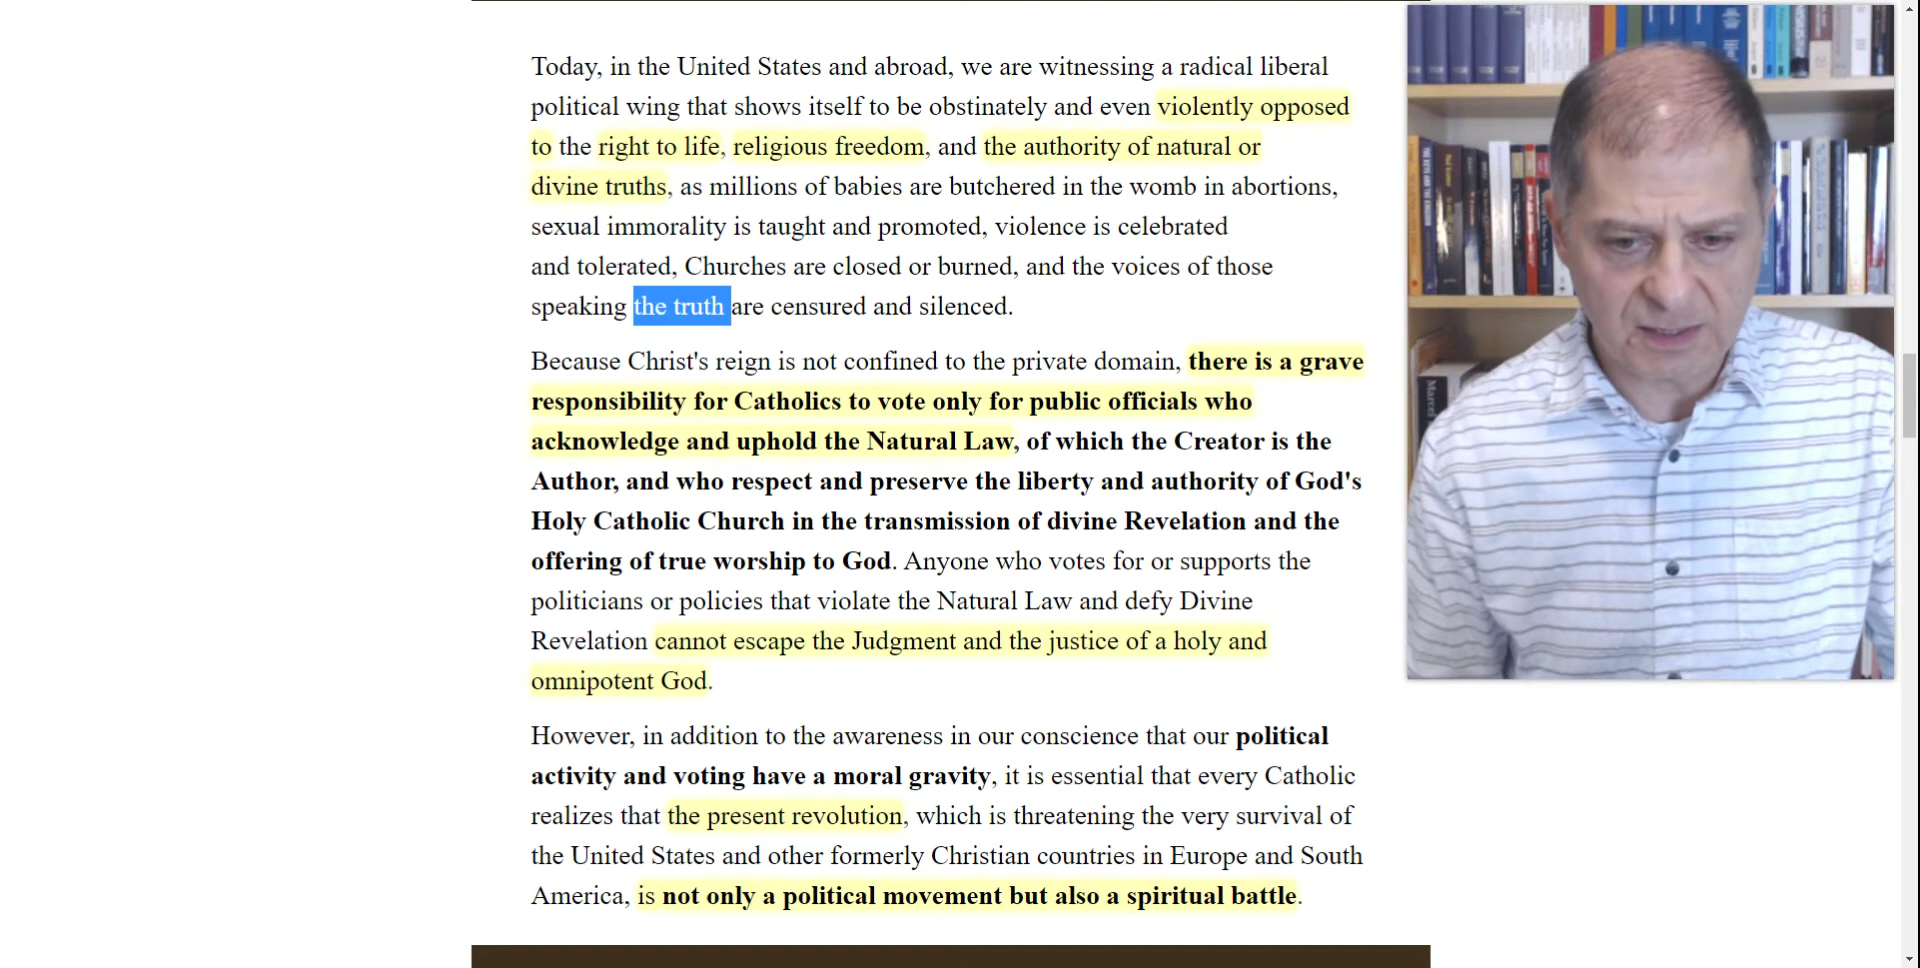 Today, in the United States and abroad, we are witnessing a radical liberal
political wing that shows itself to be obstinately and even violently opposed
to the right to life, religious freedom, and the authority of natural or
divine truths, as millions of babies are butchered in the womb in abortions,
sexual immorality is taught and promoted, violence is celebrated
and tolerated, Churches are closed or burned, and the voices of those
speaking the truth are censured and silenced.
Because Christ's reign is not confined to the private domain, there is a grave
responsibility for Catholics to vote only for public officials who
acknowledge and uphold the Natural Law, of which the Creator is the
Author, and who respect and preserve the liberty and authority of God's
Holy Catholic Church in the transmission of divine Revelation and the
offering of true worship to God. Anyone who votes for or supports the
politicians or policies that violate the Natural Law and defy Divine
Revelation cannot escape the Judgment and the justice of a holy and
omnipotent God.
However, in addition to the awareness in our conscience that our political
activity and voting have a moral gravity, it is essential that every Catholic
realizes that the present revolution, which is threatening the very survival of
the United States and other formerly Christian countries in Europe and South
America, is not only a political movement but also a spiritual battle.
Marcel